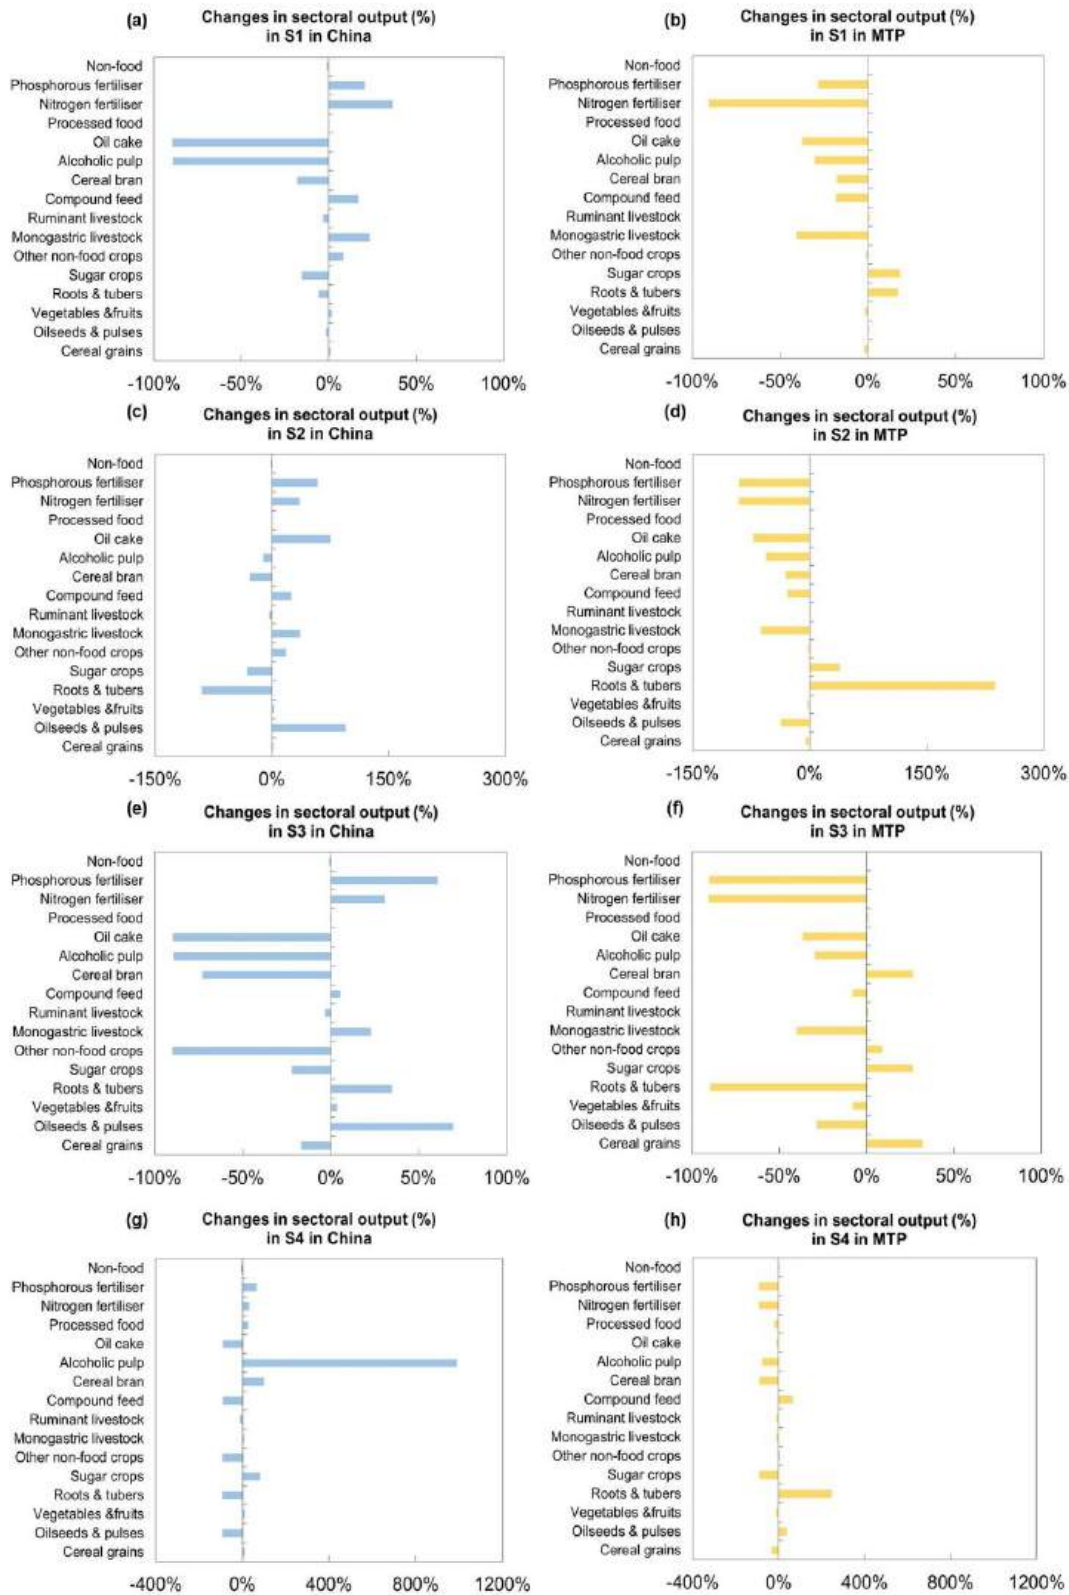 (a)
Changes in sectoral output (%)
in S1 in China
Non-food
Phosphorous fertiliser
Nitrogen fertiliser
Processed food
Oil cake
Alcoholic pulp
Cereal bran
Compound feed
Ruminant livestock
Monogastric livestock
Other non-food crops
Sugar crops
Roots & tubers
Vegetables &fruits
Oilseeds & pulses
Cereal grains
-100% -50% 0% 50% 100%
(b)
Changes in sectoral output (%)
in S1 in MTP
Non-food
Phosphorous fertiliser
Nitrogen fertiliser
Processed food
Oil cake
Alcoholic pulp
Cereal bran
Compound feed
Ruminant livestock
Monogastric livestock
Other non-food crops
Sugar crops
Roots & tubers
Vegetables &fruits
Oilseeds & pulses
Cereal grains
-100% -50% 0% 50% 100%
(c)
Changes in sectoral output (%)
in S2 in China
Non-food
Phosphorous fertiliser
Nitrogen fertiliser
Processed food
Oil cake
Alcoholic pulp
Cereal bran
Compound feed
Ruminant livestock
Monogastric livestock
Other non-food crops
Sugar crops
Roots & tubers
Vegetables &fruits
Oilseeds & pulses
Cereal grains
-150% 0% 150% 300%
(d)
Changes in sectoral output (%)
in S2 in MTP
Non-food
Phosphorous fertiliser
Nitrogen fertiliser
Processed food
Oil cake
Alcoholic pulp
Cereal bran
Compound feed
Ruminant livestock
Monogastric livestock
Other non-food crops
Sugar crops
Roots & tubers
Vegetables &fruits
Oilseeds & pulses
Cereal grains
-150% 0% 150% 300%
(e)
Changes in sectoral output (%)
in S3 in China
Non-food
Phosphorous fertiliser
Nitrogen fertiliser
Processed food
Oil cake
Alcoholic pulp
Cereal bran
Compound feed
Ruminant livestock
Monogastric livestock
Other non-food crops
Sugar crops
Roots & tubers
Vegetables &fruits
Oilseeds & pulses
Cereal grains
-100% -50% 0% 50% 100%
(f)
Changes in sectoral output (%)
in S3 in MTP
Non-food
Phosphorous fertiliser
Nitrogen fertiliser
Processed food
Oil cake
Alcoholic pulp
Cereal bran
Compound feed
Ruminant livestock
Monogastric livestock
Other non-food crops
Sugar crops
Roots & tubers
Vegetables &fruits
Oilseeds & pulses
Cereal grains
-100% -50% 0% 50% 100%
(g)
Changes in sectoral output (%)
in S4 in China
Non-food
Phosphorous fertiliser
Nitrogen fertiliser
Processed food
Oil cake
Alcoholic pulp
Cereal bran
Compound feed
Ruminant livestock
Monogastric livestock
Other non-food crops
Sugar crops
Roots & tubers
Vegetables &fruits
Oilseeds & pulses
Cereal grains
-400% 0% 400% 800% 1200%
(h)
Changes in sectoral output (%)
in S4 in MTP
Non-food
Phosphorous fertiliser
Nitrogen fertiliser
Processed food
Oil cake
Alcoholic pulp
Cereal bran
Compound feed
Ruminant livestock
Monogastric livestock
Other non-food crops
Sugar crops
Roots & tubers
Vegetables &fruits
Oilseeds & pulses
Cereal grains
-400% 0% 400% 800% 1200%